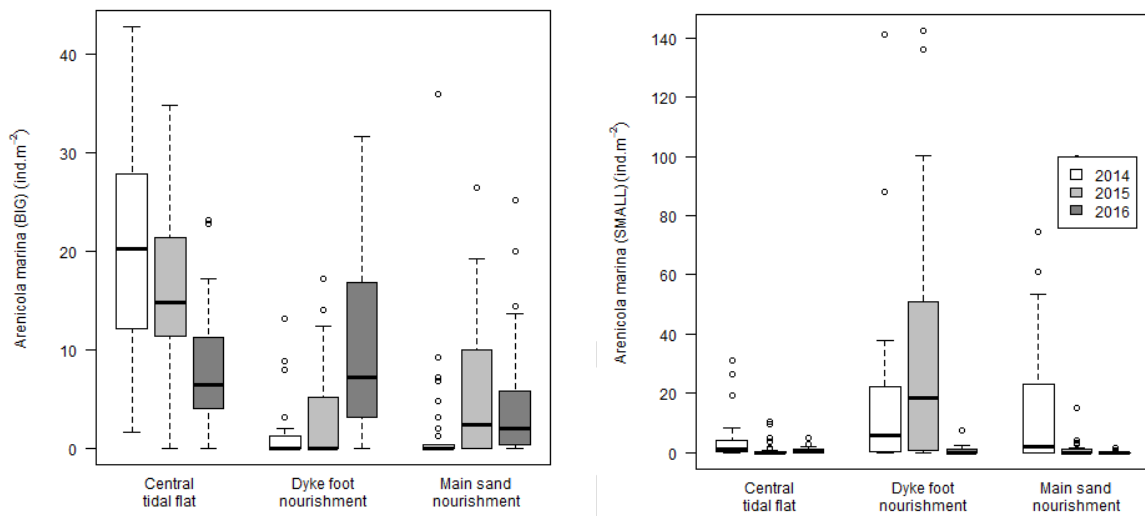 Arenicola marina (BIG) (ind.m⁻²)
40
30
20
10
0
Central
tidal flat
Dyke foot
nourishment
Main sand
nourishment
Arenicola marina (SMALL) (ind.m⁻²)
140
120
100
80
60
40
20
0
2014
2015
2016
Central
tidal flat
Dyke foot
nourishment
Main sand
nourishment